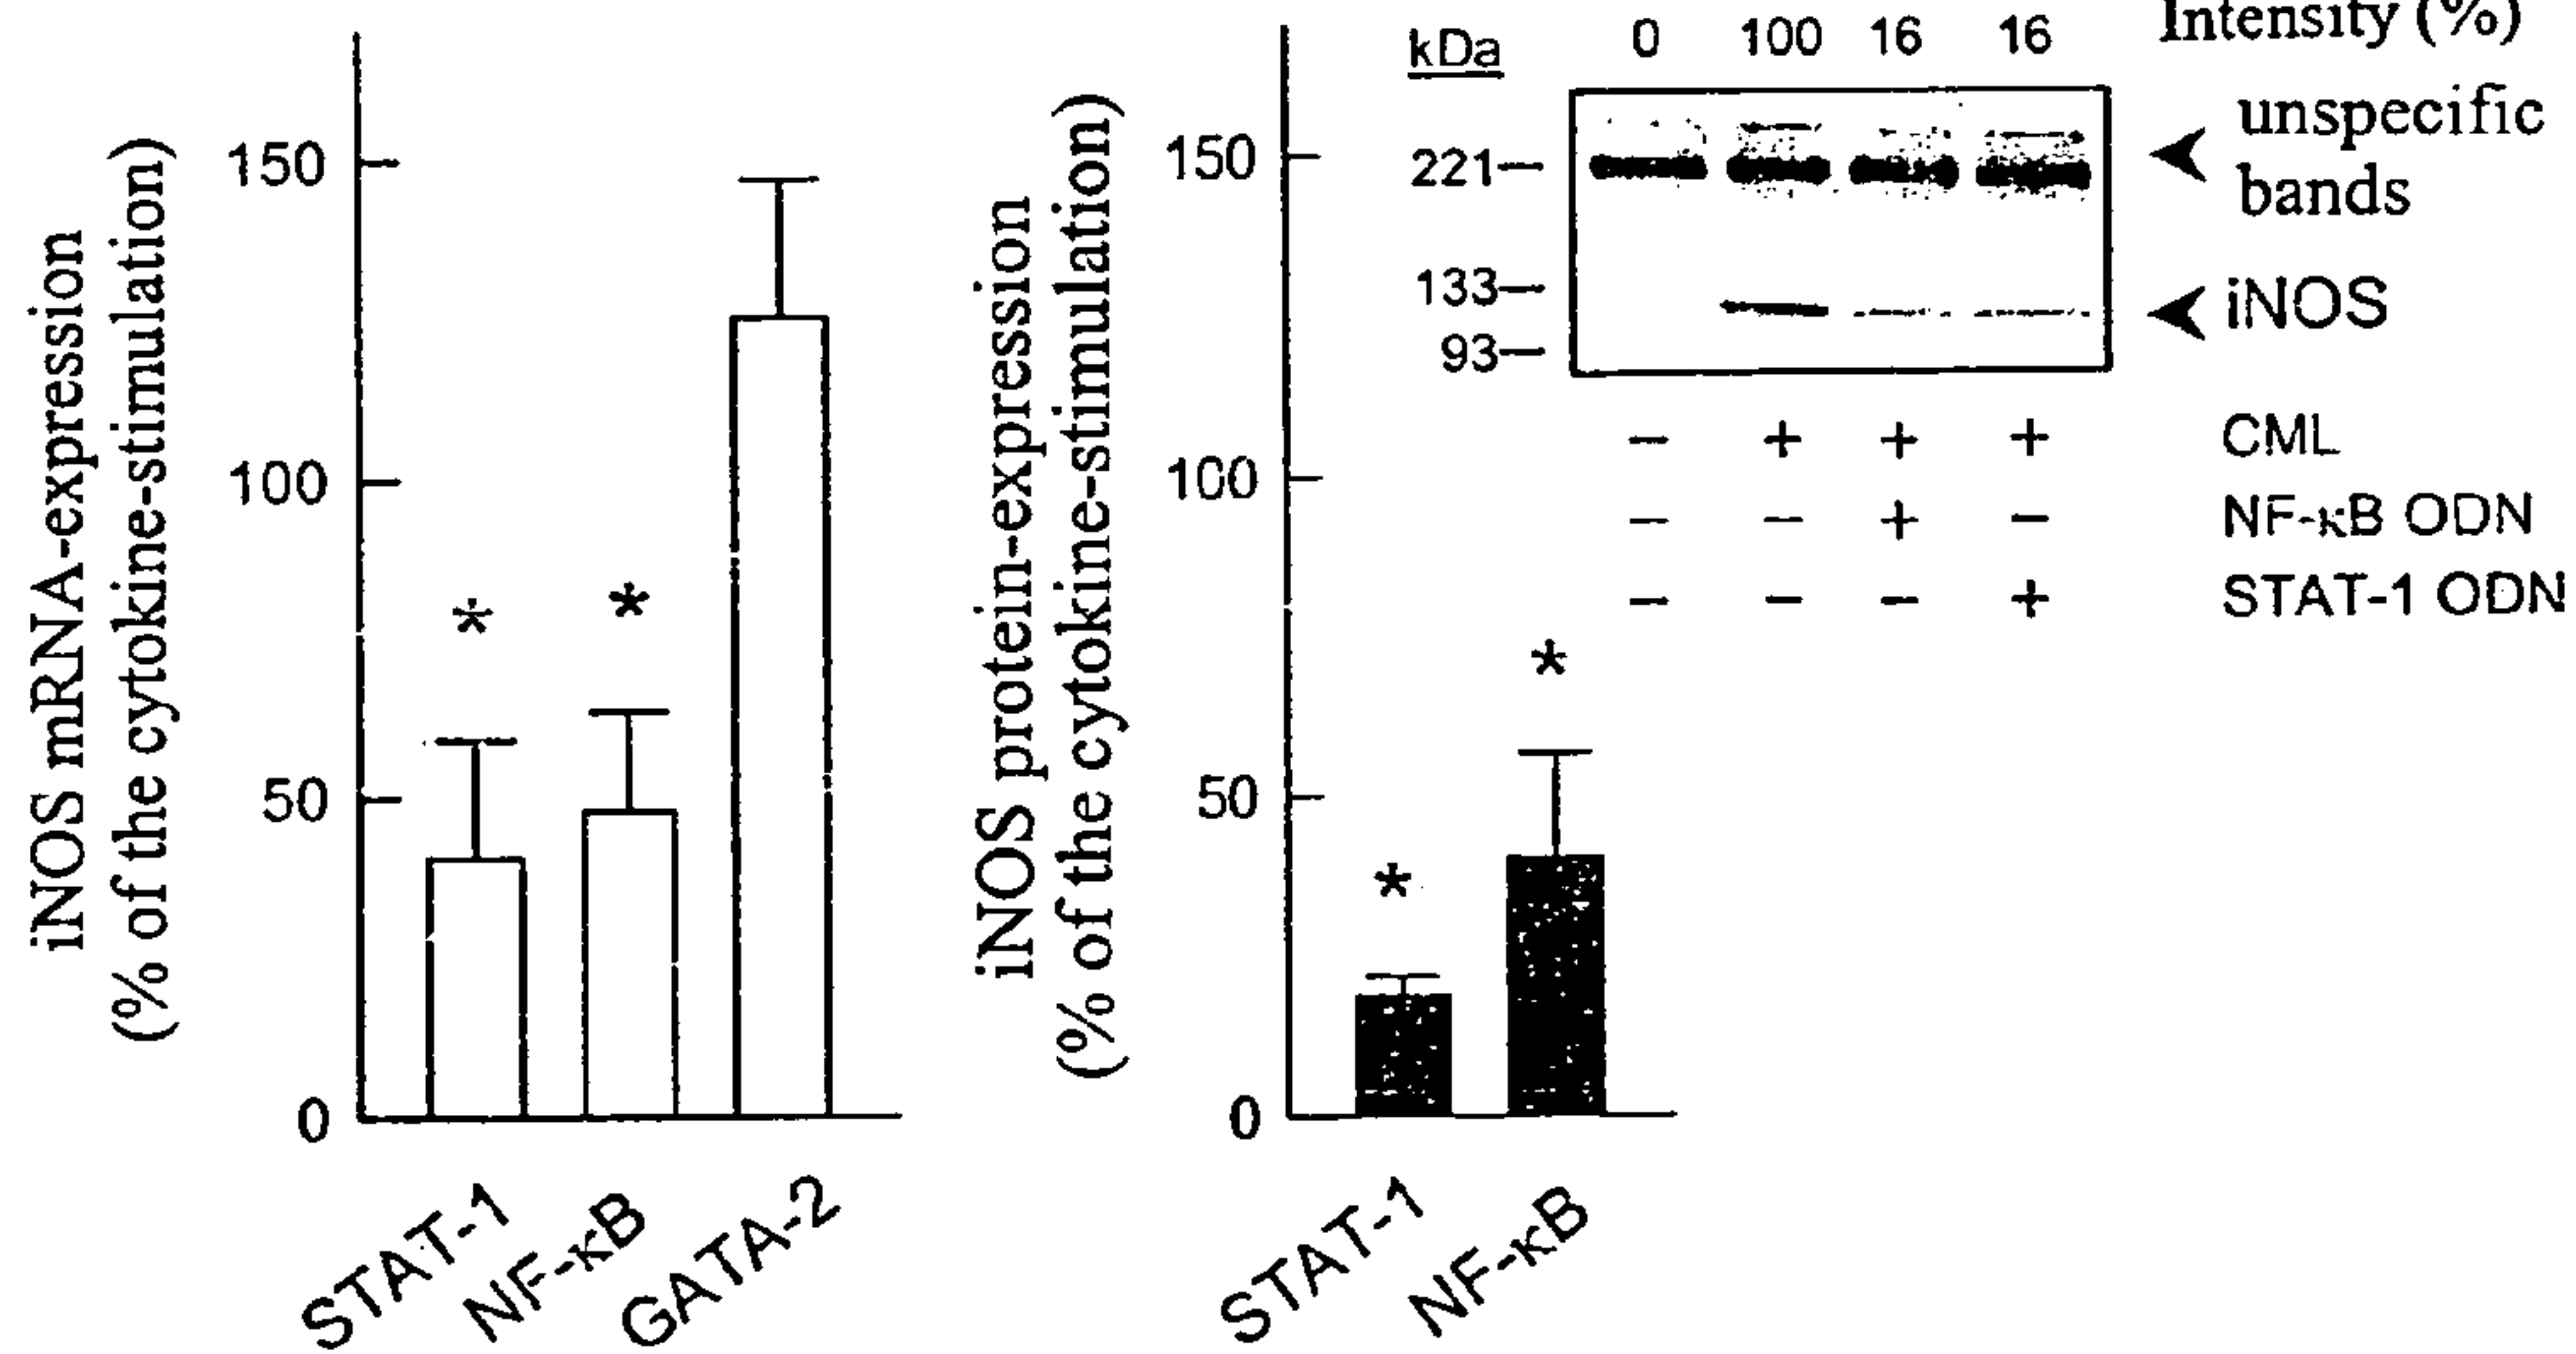 iNOS mRNA-expression
(% of the cytokine-stimulation)
150
100
50
0
STAT-1
NF-κB
GATA-2
iNOS protein-expression
(% of the cytokine-stimulation)
150
100
50
0
STAT-1
NF-κB
* *
* *
kDa 0 100 16 16 Intensity (%)
221 unspecific
bands
133
iNOS
93
− + + + CML
− − + − NF-κB ODN
− − − + STAT-1 ODN